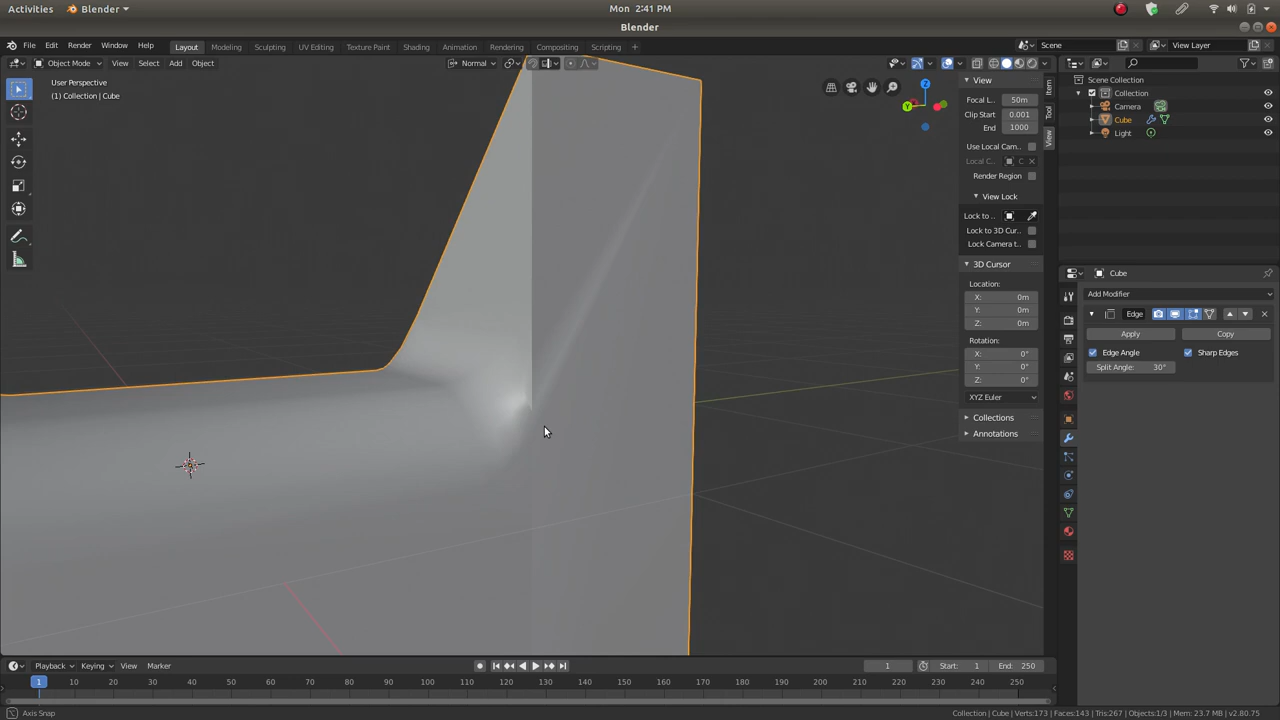 Activities Blender Mon 2:41 PM
Blender
File Edit Render Window Help Layout Modeling Sculpting UV Editing Texture Paint Shading Animation Rendering Compositing Scripting + Scene View Layer
Object Mode View Select Add Object Normal
User Perspective
(1) Collection | Cube
Z
Y
View
Focal L.. 50m
Clip Start 0.001
End 1000
Use Local Cam..
Local C.. C
Render Region
View Lock
Lock to ..
Lock to 3D Cur..
Lock Camera t..
3D Cursor
Location:
X: 0m
Y: 0m
Z: 0m
Rotation:
X: 0°
Y: 0°
Z: 0°
XYZ Euler
Collections
Annotations
Item
Tool
View
Scene Collection
Collection
Camera
Cube
Light
Cube
Add Modifier
Edge
Apply Copy
Edge Angle Sharp Edges
Split Angle: 30°
Playback Keying View Marker 1 Start: 1 End: 250
1 10 20 30 40 50 60 70 80 90 100 110 120 130 140 150 160 170 180 190 200 210 220 230 240 250
Axis Snap Collection | Cube | Verts:173 | Faces:143 | Tris:267 | Objects:1/3 | Mem: 23.7 MB | v2.80.75